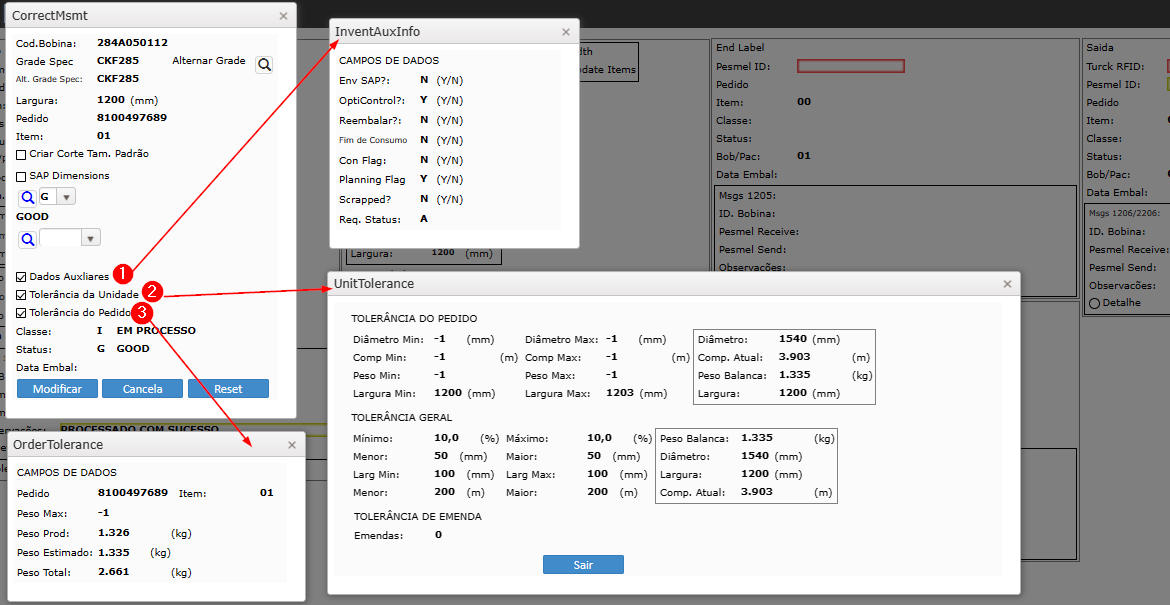 CorrectMsmt ×
Cod.Bobina: 284A050112
Grade Spec CKF285 Alternar Grade
Alt. Grade Spec: CKF285
Largura: 1200 (mm)
Pedido 8100497689
Item: 01
Criar Corte Tam. Padrão
SAP Dimensions
G
GOOD
Dados Auxliares 1
Tolerância da Unidade 2
Tolerância do Pedido 3
Classe: I EM PROCESSO
Status: G GOOD
Data Embal:
Modificar Cancela Reset
InventAuxInfo ×
CAMPOS DE DADOS
Env SAP?: N (Y/N)
OptiControl?: Y (Y/N)
Reembalar?: N (Y/N)
Fim de Consumo N (Y/N)
Con Flag: N (Y/N)
Planning Flag Y (Y/N)
Scrapped? N (Y/N)
Req. Status: A
Largura: 1200 (mm)
End Label
Pesmel ID:
Pedido
Item: 00
Classe:
Status:
Bob/Pac: 01
Data Embal:
Msgs 1205:
ID. Bobina:
Pesmel Receive:
Pesmel Send:
Observacões:
Saida
Turck RFID:
Pesmel ID:
Pedido
Item:
Classe:
Status:
Bob/Pac:
Data Embal:
Msgs 1206/2206:
ID. Bobina:
Pesmel Receive:
Pesmel Send:
Observacões:
Detalhe
UnitTolerance ×
TOLERÂNCIA DO PEDIDO
Diâmetro Min: -1 (mm) Diâmetro Max: -1 (mm) Diâmetro: 1540 (mm)
Comp Min: -1 (m) Comp Max: -1 (m) Comp. Atual: 3.903 (m)
Peso Min: -1 Peso Max: -1 Peso Balanca: 1.335 (kg)
Largura Min: 1200 (mm) Largura Max: 1203 (mm) Largura: 1200 (mm)
TOLERÂNCIA GERAL
Mínimo: 10,0 (%) Máximo: 10,0 (%) Peso Balanca: 1.335 (kg)
Menor: 50 (mm) Maior: 50 (mm) Diâmetro: 1540 (mm)
Larg Min: 100 (mm) Larg Max: 100 (mm) Largura: 1200 (mm)
Menor: 200 (m) Maior: 200 (m) Comp. Atual: 3.903 (m)
TOLERÂNCIA DE EMENDA
Emendas: 0
Sair
PROCESSADO COM SUCESSO
OrderTolerance ×
CAMPOS DE DADOS
Pedido 8100497689 Item: 01
Peso Max: -1
Peso Prod: 1.326 (kg)
Peso Estimado: 1.335 (kg)
Peso Total: 2.661 (kg)